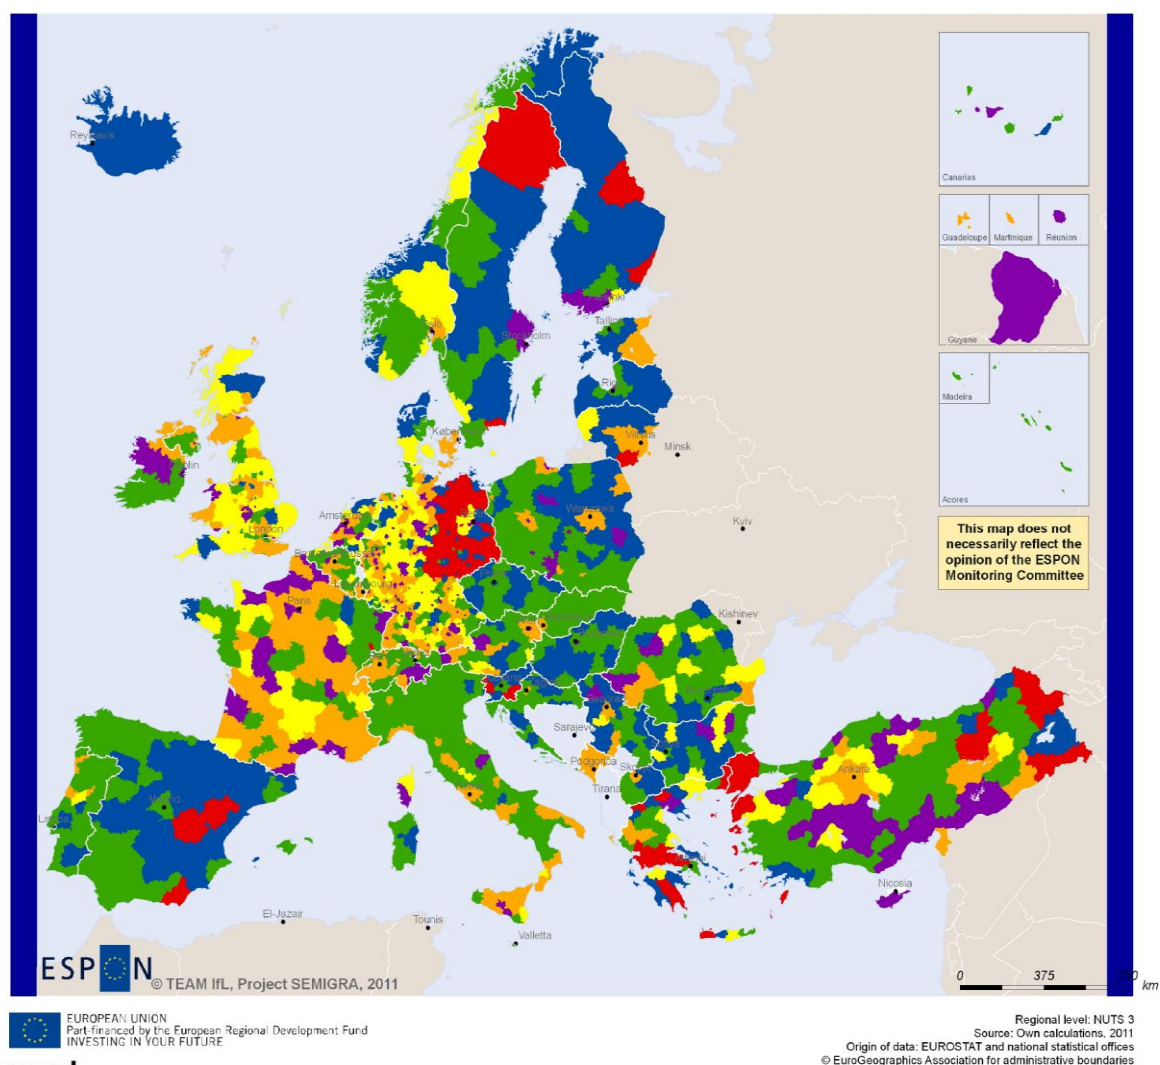 Reykjavik
Canarias
Guadeloupe
Martinique
Réunion
Guyane
Madeira
Acores
Tallinn
Stockholm
Riga
Vilnius
Minsk
London
Amsterdam
Warszawa
Kyiv
This map does not
necessarily reflect the
opinion of the ESPON
Monitoring Committee
Paris
Kishinev
Sarajevo
Podgorica
Tirana
Ankara
Madrid
Nicosia
El-Jazair
Tounis
Valletta
ESPON
© TEAM IfL, Project SEMIGRA, 2011
0 375 750
km
EUROPEAN UNION
Part-financed by the European Regional Development Fund
INVESTING IN YOUR FUTURE
Regional level: NUTS 3
Source: Own calculations, 2011
Origin of data: EUROSTAT and national statistical offices
© EuroGeographics Association for administrative boundaries